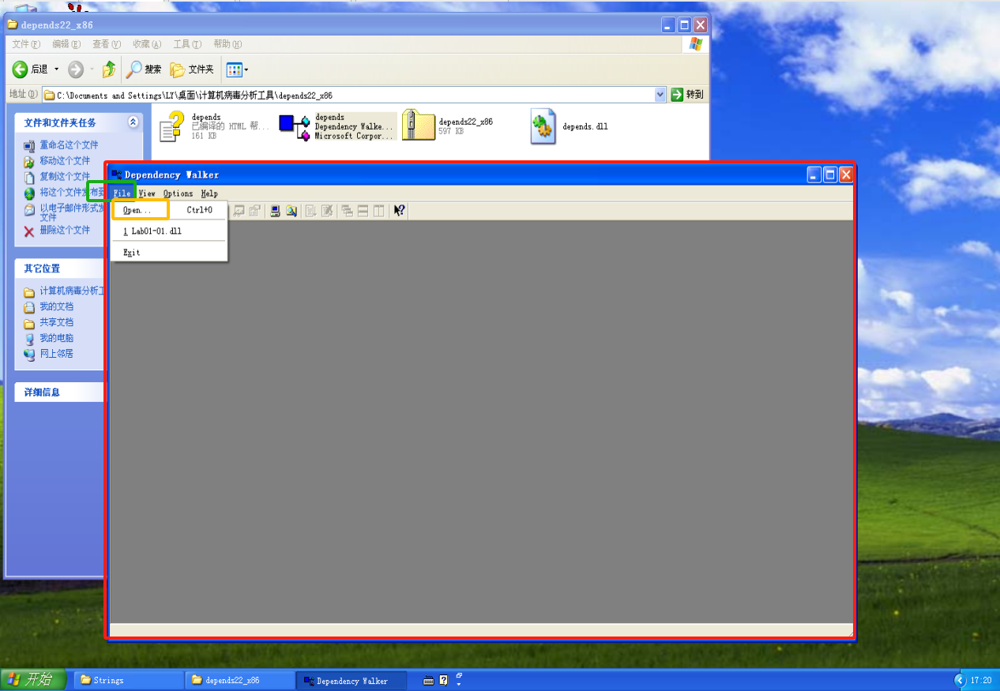 depends22_x86
文件(F) 编辑(E) 查看(V) 收藏(A) 工具(T) 帮助(H)
后退 搜索 文件夹
地址(D) C:\Documents and Settings\LY\桌面\计算机病毒分析工具\depends22_x86 转到
文件和文件夹任务
重命名这个文件
移动这个文件
复制这个文件
将这个文件发布到
以电子邮件形式发
文件
删除这个文件
其它位置
计算机病毒分析工
我的文档
共享文档
我的电脑
网上邻居
详细信息
depends
已编译的 HTML 帮...
161 KB
depends
Dependency Walke...
Microsoft Corpor...
depends22_x86
597 KB
depends.dll
Dependency Walker
File View Options Help
Open... Ctrl+O
1 Lab01-01.dll
Exit
开始 Strings depends22_x86 Dependency Walker 17:20